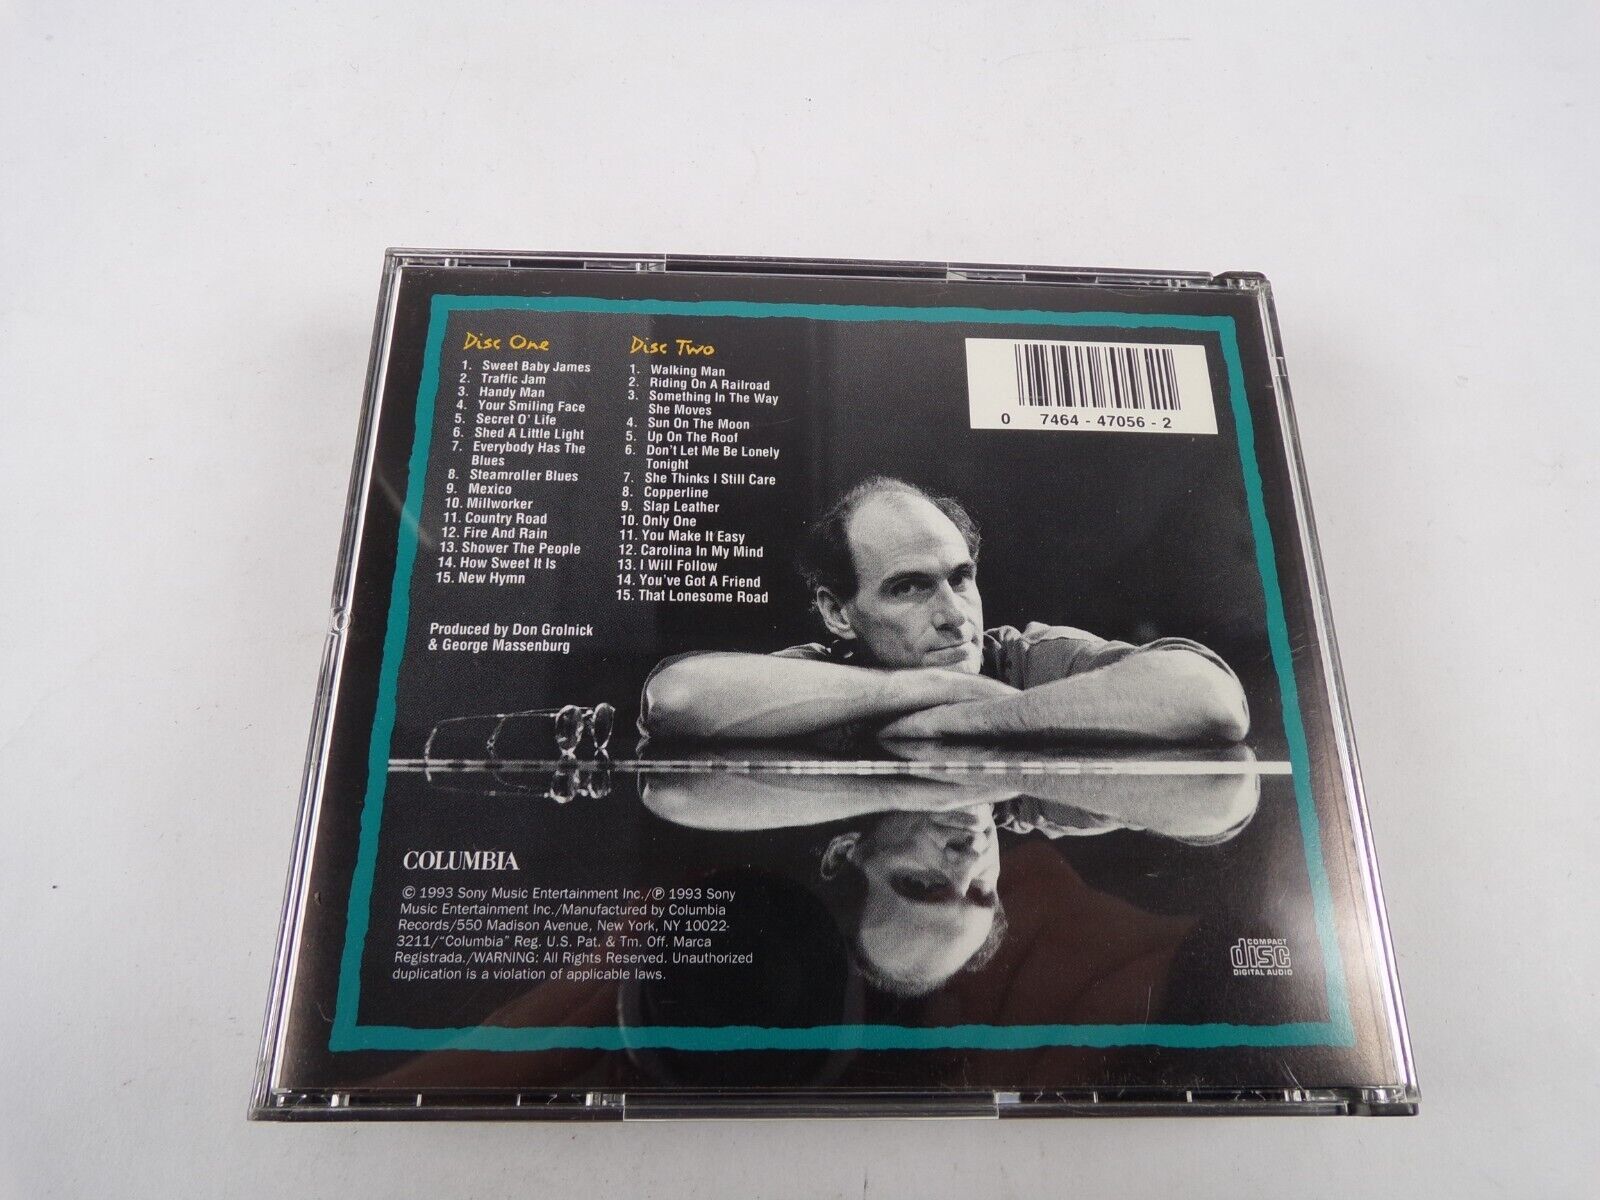 Disc One
1. Sweet Baby James
2. Traffic Jam
3. Handy Man
4. Your Smiling Face
5. Secret O' Life
6. Shed A Little Light
7. Everybody Has The
Blues
8. Steamroller Blues
9. Mexico
10. Millworker
11. Country Road
12. Fire And Rain
13. Shower The People
14. How Sweet It Is
15. New Hymn
Produced by Don Grolnick
& George Massenburg
Disc Two
1. Walking Man
2. Riding On A Railroad
3. Something In The Way
She Moves
4. Sun On The Moon
5. Up On The Roof
6. Don't Let Me Be Lonely
Tonight
7. She Thinks I Still Care
8. Copperline
9. Slap Leather
10. Only One
11. You Make It Easy
12. Carolina In My Mind
13. I Will Follow
14. You've Got A Friend
15. That Lonesome Road
0 7464 - 47056 - 2
COLUMBIA
© 1993 Sony Music Entertainment Inc./℗ 1993 Sony
Music Entertainment Inc./Manufactured by Columbia
Records/550 Madison Avenue, New York, NY 10022-
3211/"Columbia" Reg. U.S. Pat. & Tm. Off. Marca
Registrada./WARNING: All Rights Reserved. Unauthorized
duplication is a violation of applicable laws.
COMPACT
disc
DIGITAL AUDIO